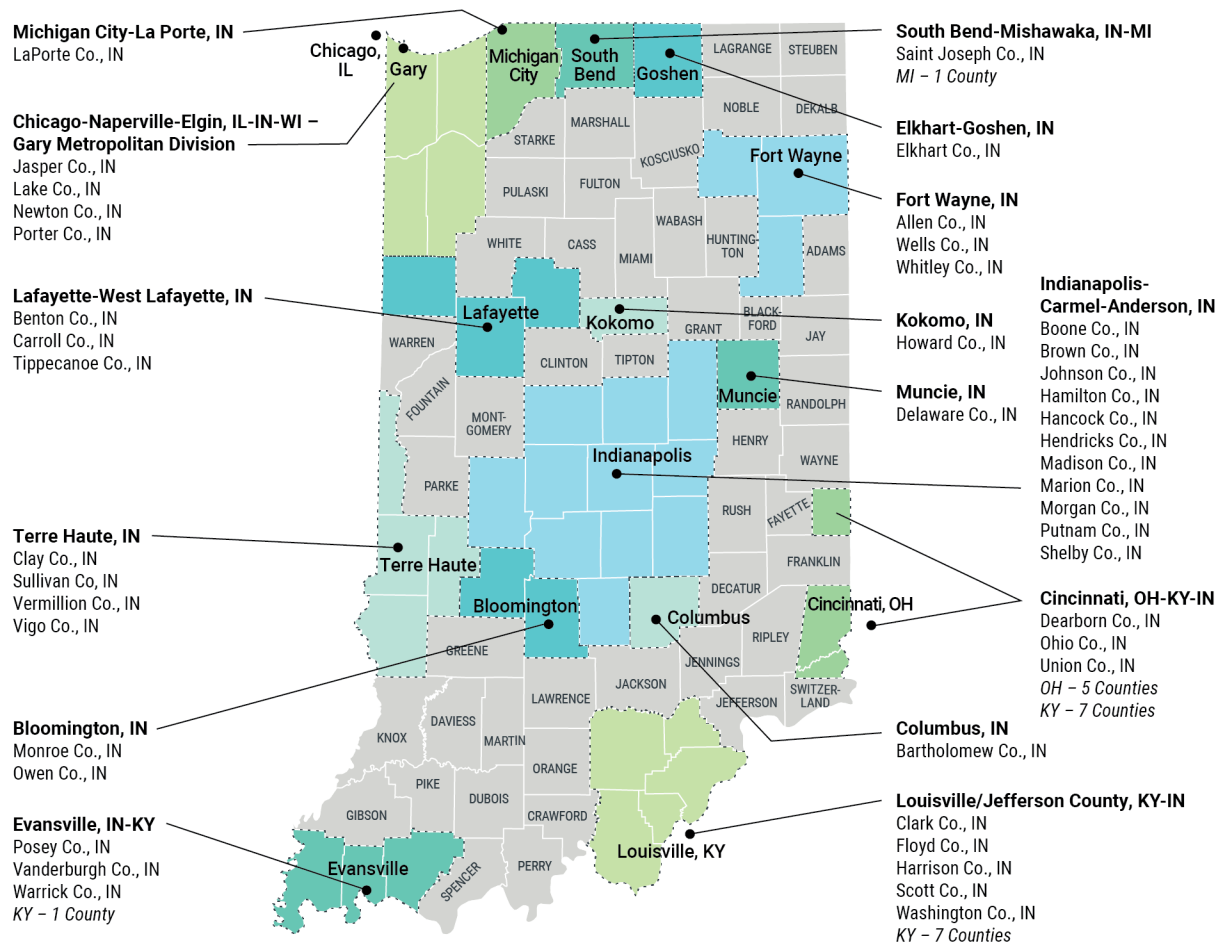 Michigan City-La Porte, IN
LaPorte Co., IN
Chicago-Naperville-Elgin, IL-IN-WI –
Gary Metropolitan Division
Jasper Co., IN
Lake Co., IN
Newton Co., IN
Porter Co., IN
Lafayette-West Lafayette, IN
Benton Co., IN
Carroll Co., IN
Tippecanoe Co., IN
Terre Haute, IN
Clay Co., IN
Sullivan Co, IN
Vermillion Co., IN
Vigo Co., IN
Bloomington, IN
Monroe Co., IN
Owen Co., IN
Evansville, IN-KY
Posey Co., IN
Vanderburgh Co., IN
Warrick Co., IN
KY – 1 County
Chicago,
IL
Gary
Michigan
City
South
Bend
Goshen
LAGRANGE
STEUBEN
NOBLE
DEKALB
STARKE
MARSHALL
KOSCIUSKO
Fort Wayne
PULASKI
FULTON
WABASH
HUNTING-
TON
ADAMS
WHITE
CASS
MIAMI
Lafayette
Kokomo
GRANT
BLACK-
FORD
JAY
WARREN
CLINTON
TIPTON
Muncie
RANDOLPH
FOUNTAIN
MONT-
GOMERY
HENRY
WAYNE
Indianapolis
PARKE
RUSH
FAYETTE
FRANKLIN
Terre Haute
DECATUR
Bloomington
Columbus
Cincinnati, OH
RIPLEY
GREENE
JENNINGS
JACKSON
LAWRENCE
JEFFERSON
SWITZER-
LAND
KNOX
DAVIESS
MARTIN
ORANGE
PIKE
DUBOIS
GIBSON
CRAWFORD
Louisville, KY
Evansville
SPENCER
PERRY
South Bend-Mishawaka, IN-MI
Saint Joseph Co., IN
MI – 1 County
Elkhart-Goshen, IN
Elkhart Co., IN
Fort Wayne, IN
Allen Co., IN
Wells Co., IN
Whitley Co., IN
Kokomo, IN
Howard Co., IN
Muncie, IN
Delaware Co., IN
Indianapolis-
Carmel-Anderson, IN
Boone Co., IN
Brown Co., IN
Johnson Co., IN
Hamilton Co., IN
Hancock Co., IN
Hendricks Co., IN
Madison Co., IN
Marion Co., IN
Morgan Co., IN
Putnam Co., IN
Shelby Co., IN
Cincinnati, OH-KY-IN
Dearborn Co., IN
Ohio Co., IN
Union Co., IN
OH – 5 Counties
KY – 7 Counties
Columbus, IN
Bartholomew Co., IN
Louisville/Jefferson County, KY-IN
Clark Co., IN
Floyd Co., IN
Harrison Co., IN
Scott Co., IN
Washington Co., IN
KY – 7 Counties